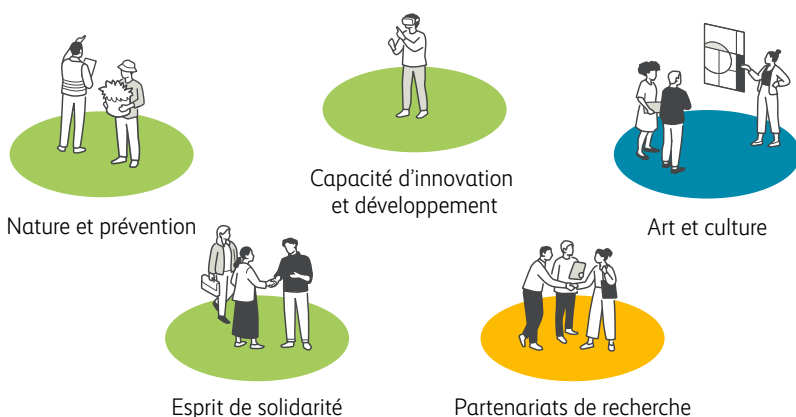 Nature et prévention
Capacité d'innovation
et développement
Art et culture
Esprit de solidarité
Partenariats de recherche